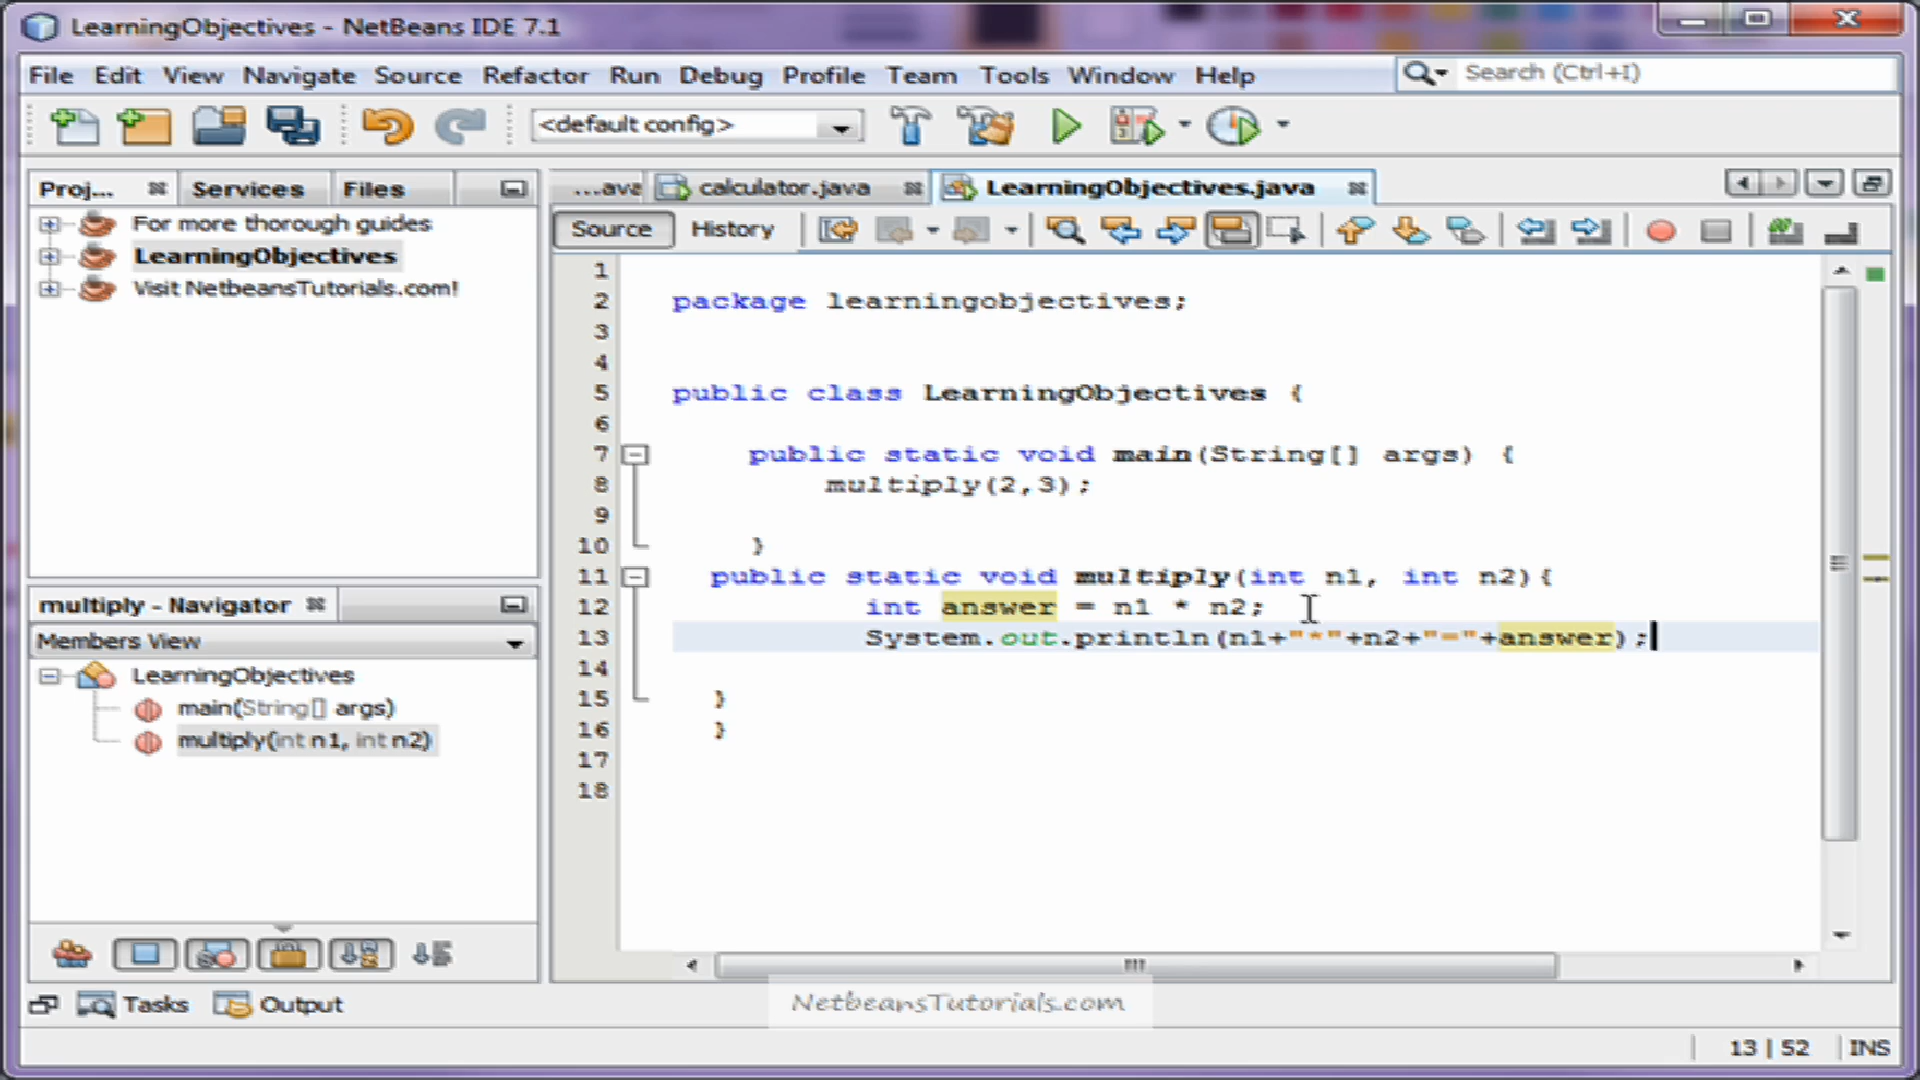 LearningObjectives - NetBeans IDE 7.1
File Edit View Navigate Source Refactor Run Debug Profile Team Tools Window Help
Search (Ctrl+I)
<default config>
Proj... Services Files
...ava calculator.java LearningObjectives.java
Source History
For more thorough guides
LearningObjectives
Visit NetbeansTutorials.com!
1
2 package learningobjectives;
3
4
5 public class LearningObjectives {
6
7 public static void main(String[] args) {
8 multiply(2,3);
9
10 }
11 public static void multiply(int n1, int n2){
12 int answer = n1 * n2;
13 System.out.println(n1+"*"+n2+"="+answer);
14
15 }
16 }
17
18
multiply - Navigator
Members View
LearningObjectives
main(String[] args)
multiply(int n1, int n2)
Tasks Output
NetbeansTutorials.com
13 | 52 INS